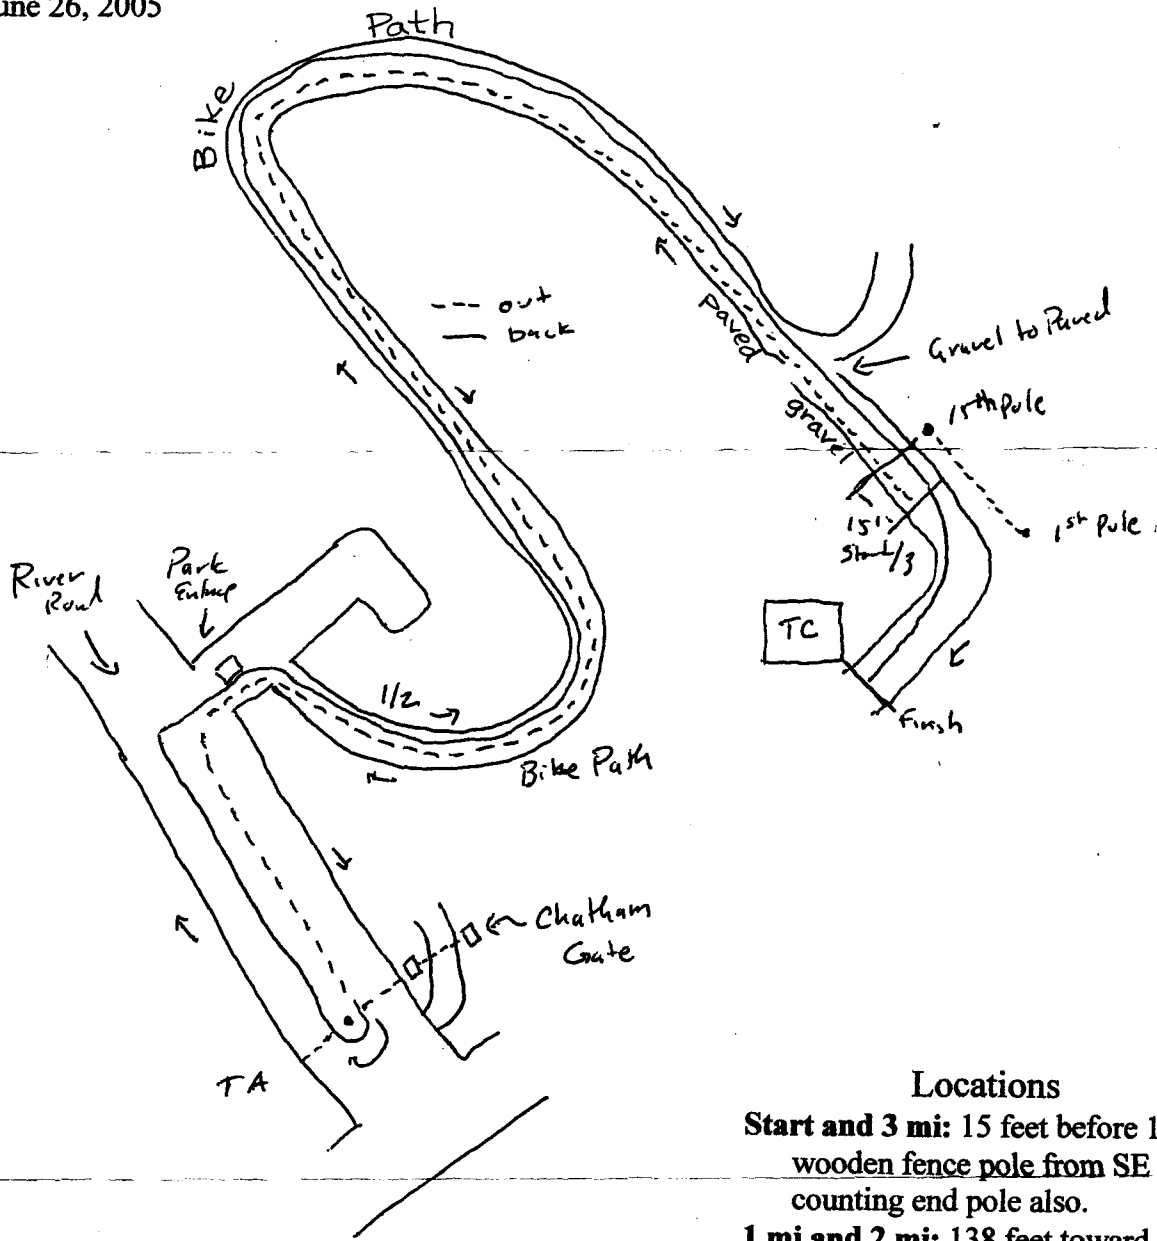 une 26, 2005
Path
Bike
--- out
— back
paved
Gravel to Paved
gravel
15th Pole
1st Pole
15'
Start/3
River
Road
Park
TC
1/2
Finish
Bike Path
Chatham
Gate
TA
Locations
Start and 3 mi: 15 feet before 1
wooden fence pole from SE
counting end pole also.
1 mi and 2 mi: 138 feet toward